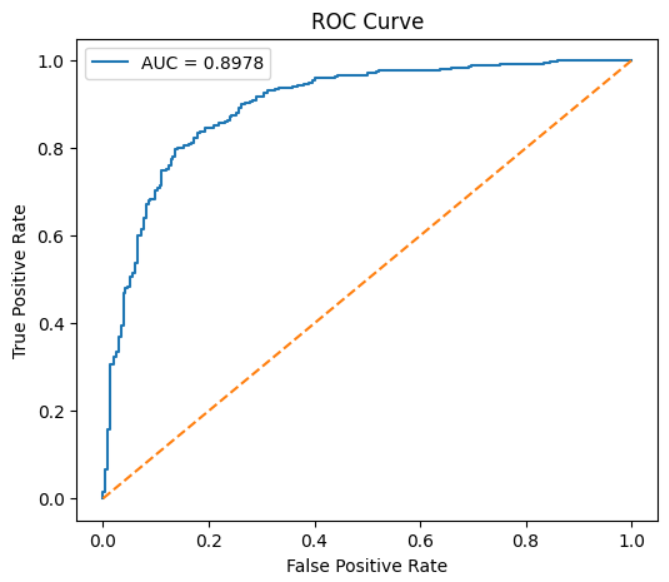 ROC Curve
AUC = 0.8978
True Positive Rate
1.0
0.8
0.6
0.4
0.2
0.0
0.0 0.2 0.4 0.6 0.8 1.0
False Positive Rate